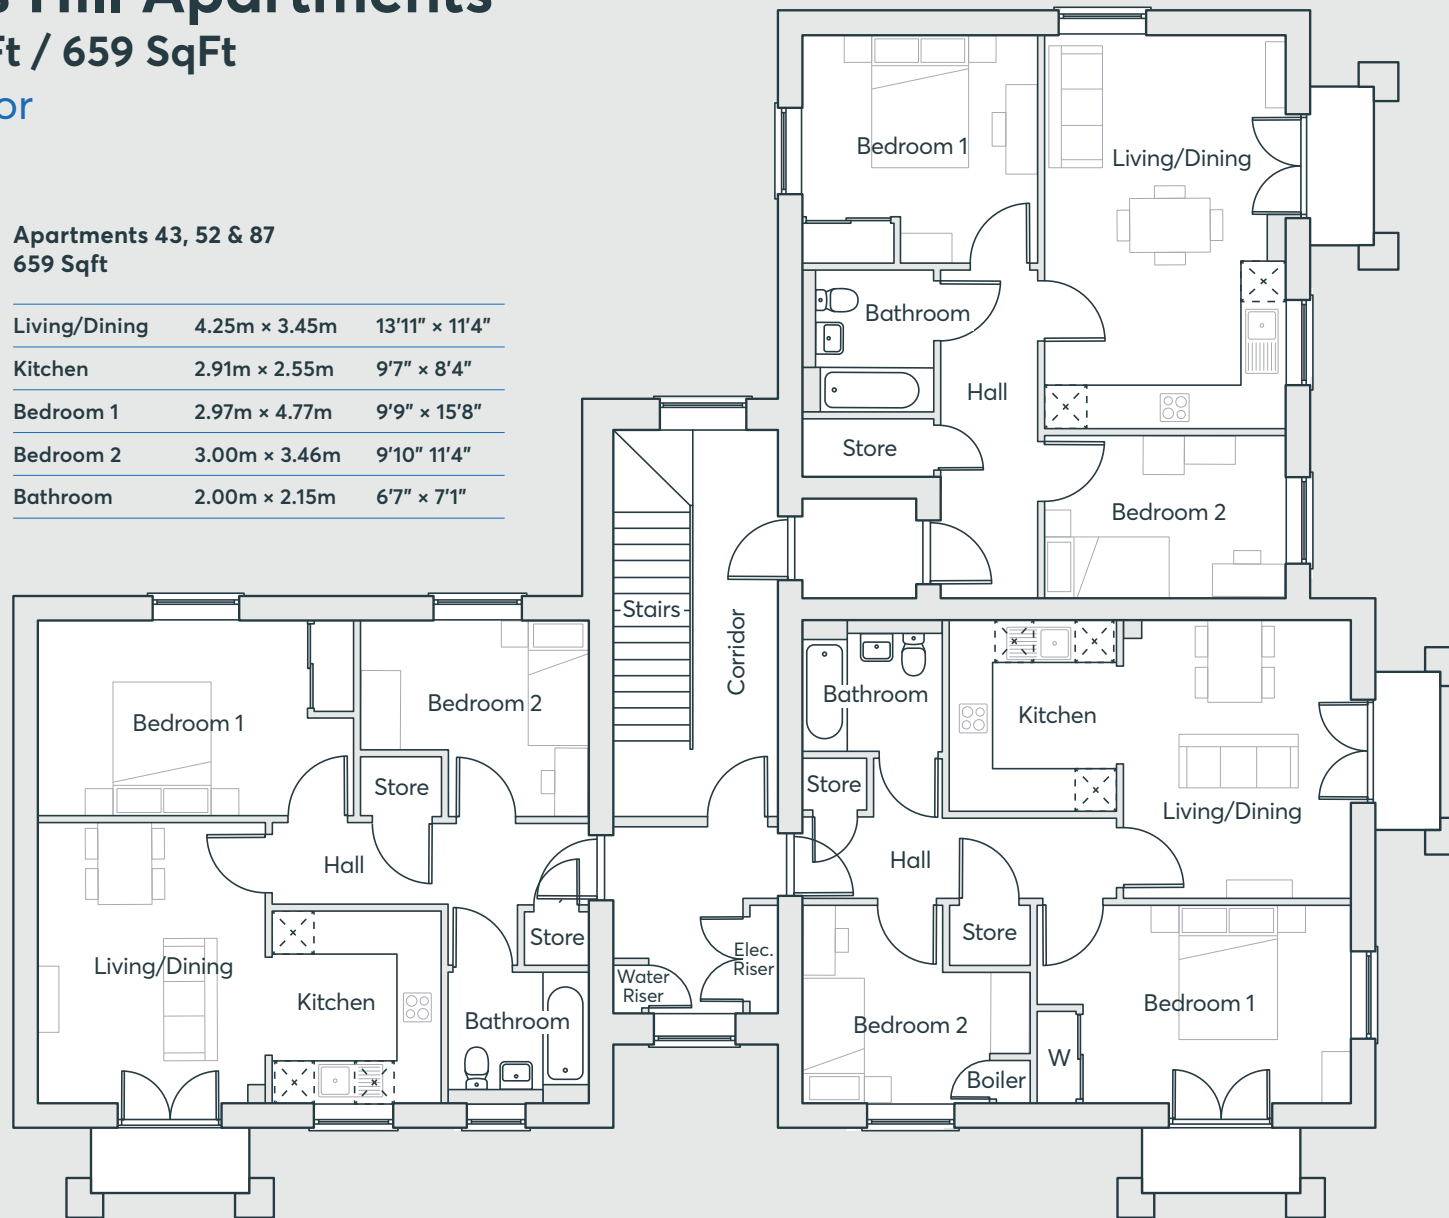 Hill Apartments
/ 659 SqFt
Apartments 43, 52 & 87
659 Sqft
Living/Dining 4.25m × 3.45m 13'11" × 11'4"
Kitchen 2.91m × 2.55m 9'7" × 8'4"
Bedroom 1 2.97m × 4.77m 9'9" × 15'8"
Bedroom 2 3.00m × 3.46m 9'10" 11'4"
Bathroom 2.00m × 2.15m 6'7" × 7'1"
Bedroom 1
Living/Dining
Bathroom
Hall
Store
Bedroom 2
Stairs
Corridor
Bedroom 1
Bedroom 2
Store
Hall
Living/Dining
Kitchen
Store
Bathroom
Water
Riser
Elec.
Riser
Bathroom
Kitchen
Store
Living/Dining
Hall
Store
Bedroom 2
Bedroom 1
W
Boiler